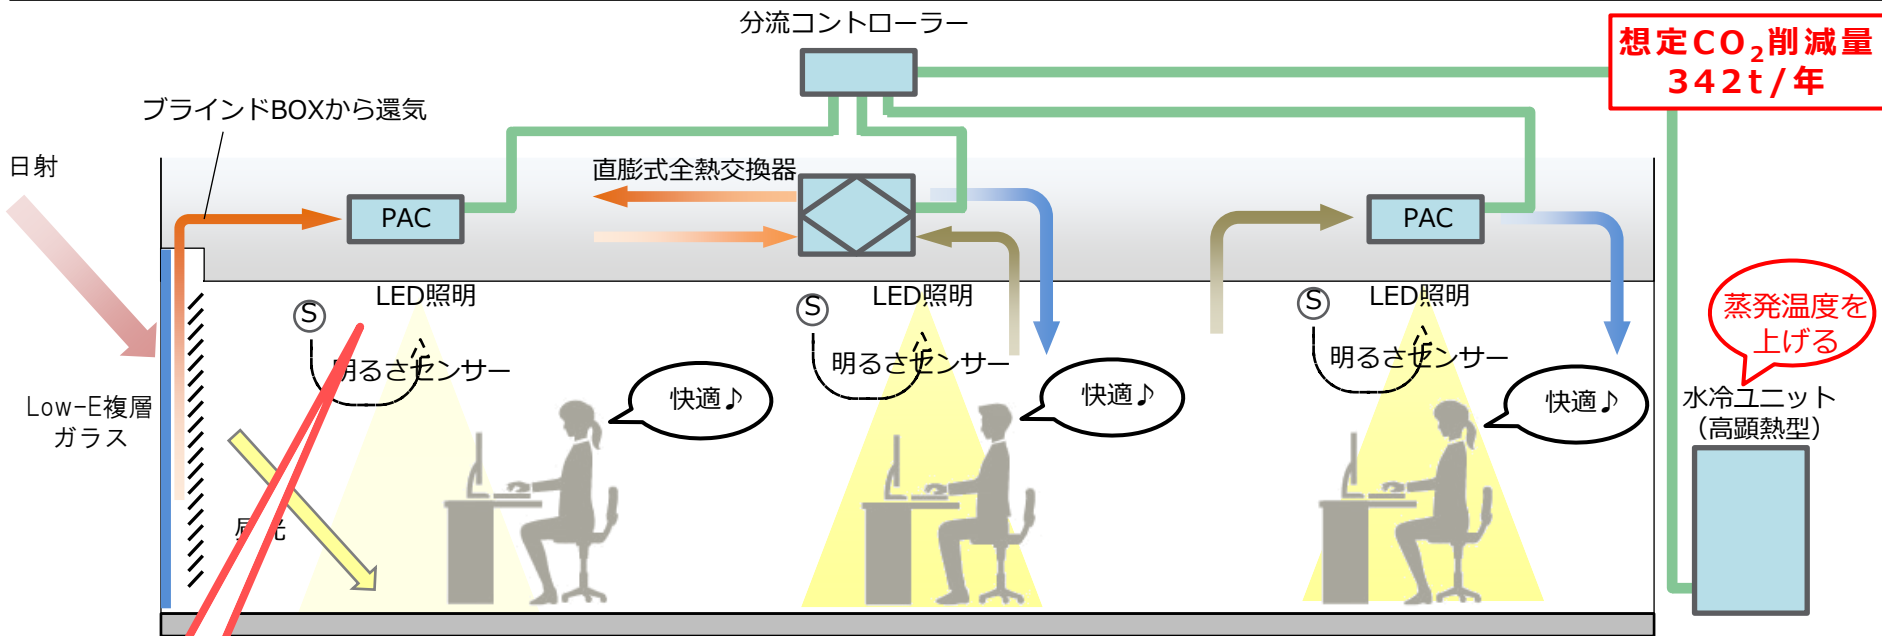 分流コントローラー
想定CO₂削減量
342t/年
ブラインドBOXから還気
日射
直膨式全熱交換器
PAC
PAC
LED照明
LED照明
LED照明
S
S
S
明るさセンサー
明るさセンサー
明るさセンサー
蒸発温度を
上げる
快適♪
快適♪
快適♪
Low-E複層
ガラス
水冷ユニット
（高顕熱型）
昼光